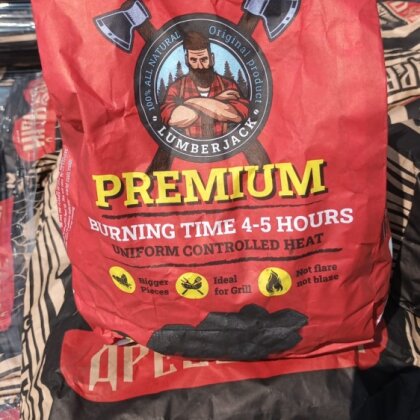 100% ALL NATURAL
Original product
LUMBERJACK
PREMIUM
BURNING TIME 4-5 HOURS
UNIFORM CONTROLLED HEAT
Bigger
Pieces
Ideal
for Grill
Not flare
not blaze